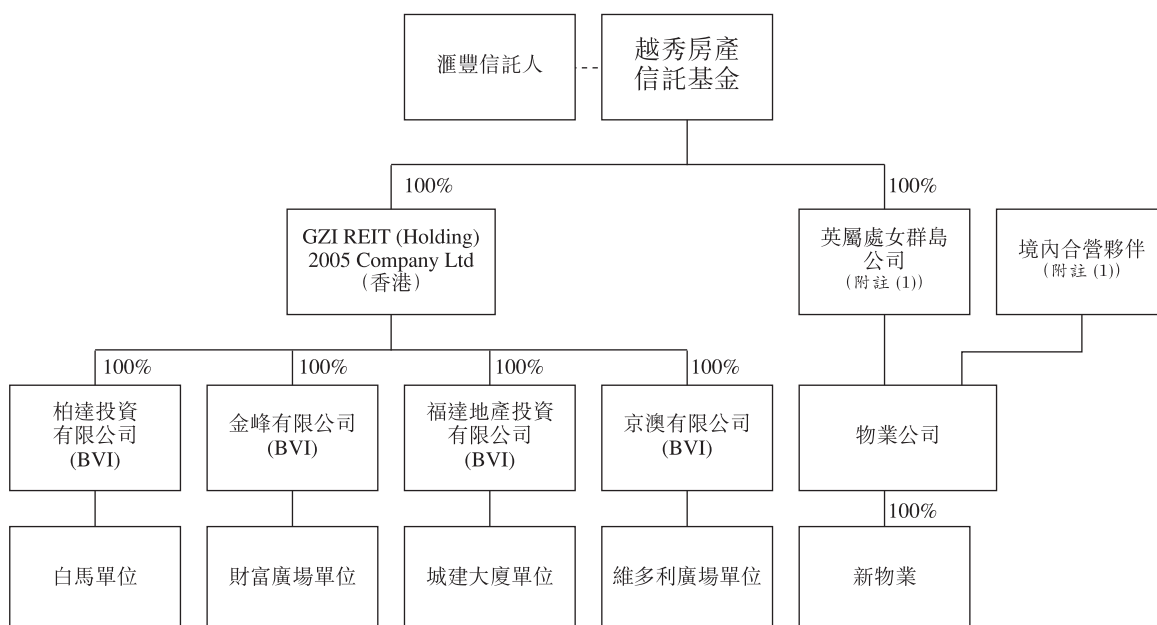 滙豐信託人
越秀房產
信託基金
100%
100%
GZI REIT (Holding)
2005 Company Ltd
（香港）
英屬處女群島
公司
（附註 (1)）
境內合營夥伴
（附註 (1)）
100%
100%
100%
100%
柏達投資
有限公司
(BVI)
金峰有限公司
(BVI)
福達地產投資
有限公司
(BVI)
京澳有限公司
(BVI)
物業公司
100%
白馬單位
財富廣場單位
城建大廈單位
維多利廣場單位
新物業